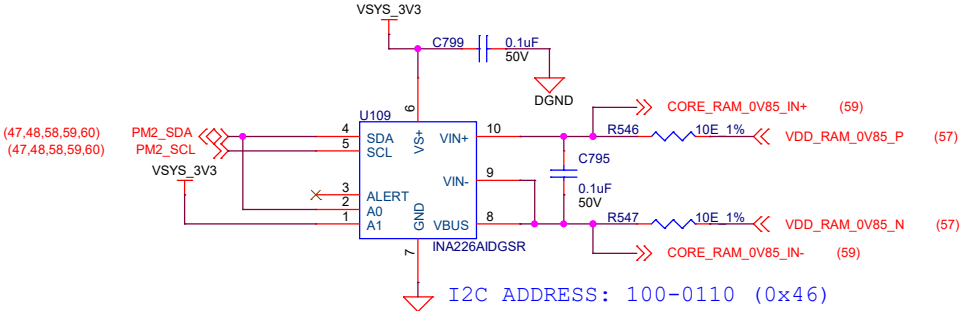 VSYS_3V3
C799 0.1uF
50V
DGND
U109
6
VS+
(47,48,58,59,60) PM2_SDA 4 SDA VIN+ 10
(47,48,58,59,60) PM2_SCL 5 SCL
CORE_RAM_0V85_IN+ (59)
R546 10E_1% VDD_RAM_0V85_P (57)
C795
0.1uF
50V
VSYS_3V3
VIN- 9
3 ALERT
2 A0
1 A1
GND
7
VBUS 8
R547 10E_1% VDD_RAM_0V85_N (57)
INA226AIDGSR
CORE_RAM_0V85_IN- (59)
I2C ADDRESS: 100-0110 (0x46)